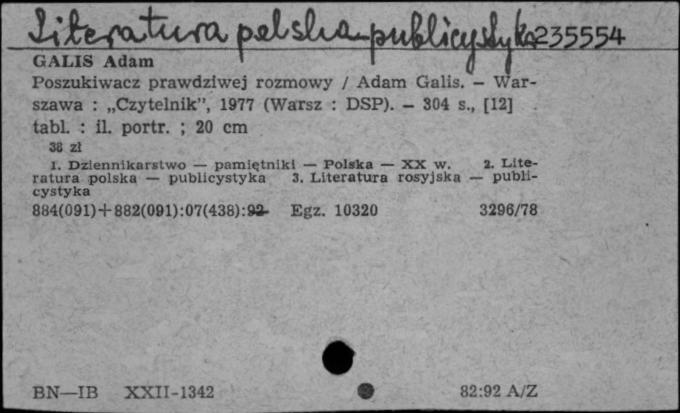 Literatura polska-publicystyka 235554
GALIS Adam
Poszukiwacz prawdziwej rozmowy / Adam Galis. – War-
szawa : „Czytelnik”, 1977 (Warsz : DSP). – 304 s., [12]
tabl. : il. portr. ; 20 cm
38 zł
1. Dziennikarstwo — pamiętniki — Polska — XX w. 2. Lite-
ratura polska — publicystyka 3. Literatura rosyjska — publi-
cystyka
884(091)+882(091):07(438):92 Egz. 10320 3296/78
BN—IB XXII-1342 82:92 A/Z